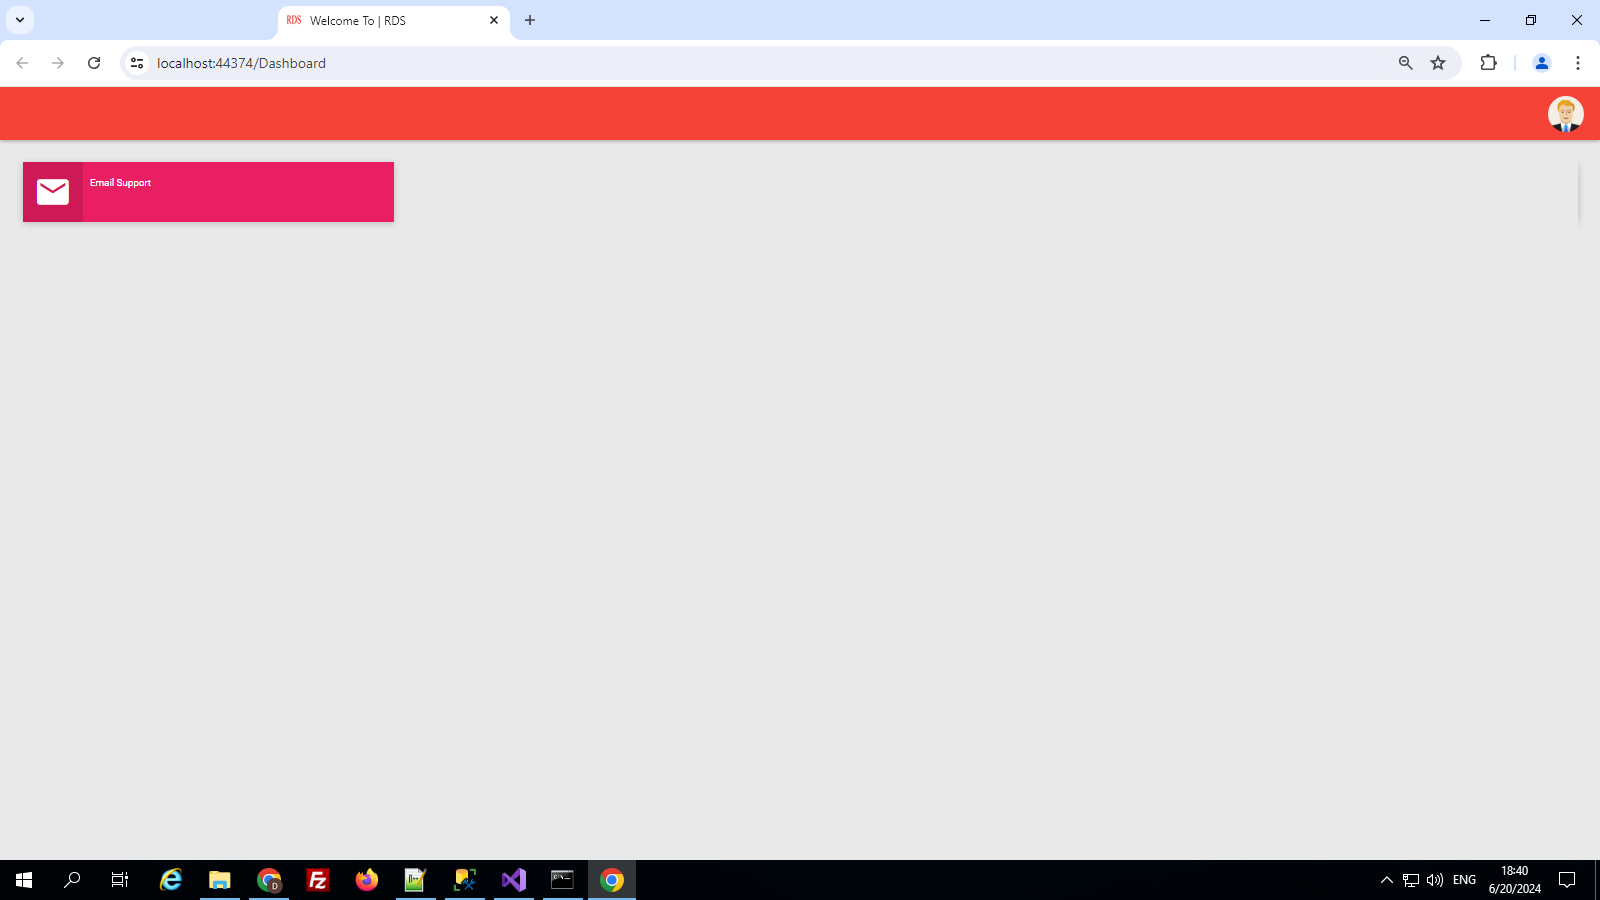 RDS Welcome To | RDS
localhost:44374/Dashboard
Email Support
D
ENG
18:40
6/20/2024